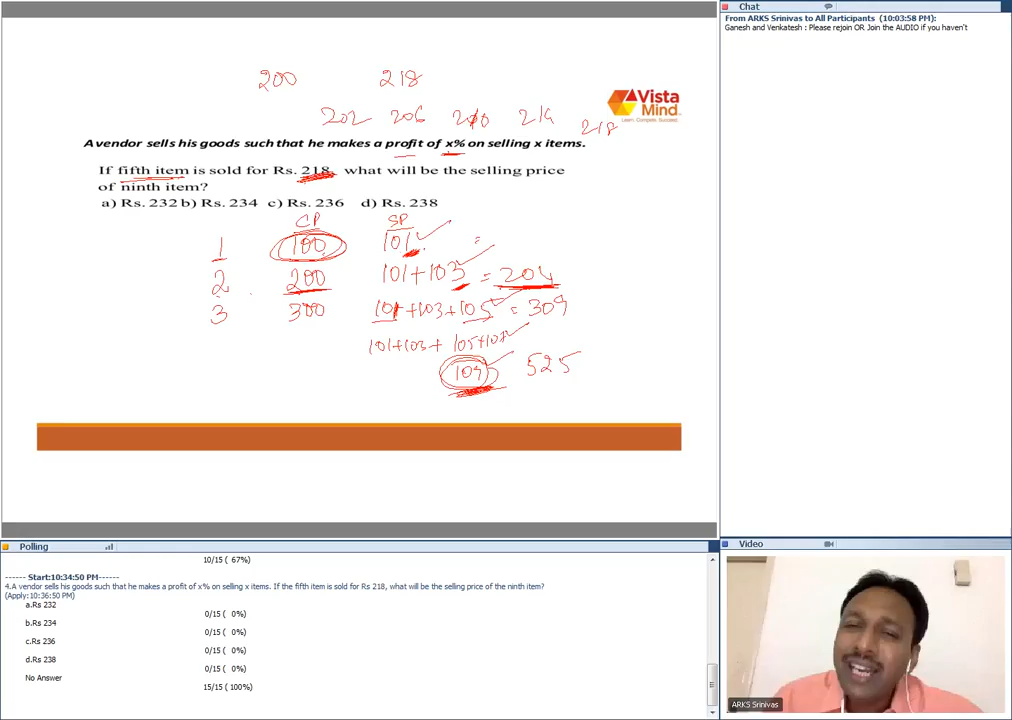 Chat
From ARKS Srinivas to All Participants (10:03:58 PM):
Ganesh and Venkatesh : Please rejoin OR Join the AUDIO if you haven't
200 218
Vista
Mind
Learn. Complete. Succeed.
202 206 210 214 218
A vendor sells his goods such that he makes a profit of x% on selling x items.
If fifth item is sold for Rs. 218, what will be the selling price
of ninth item?
a) Rs. 232 b) Rs. 234 c) Rs. 236 d) Rs. 238
CP SP
1 100 101 =
2 200 101+103 = 204
3 300 101+103+105 = 309
101+103+ 105+107
109 525
Polling
10/15 ( 67%)
------ Start:10:34:50 PM------
4.A vendor sells his goods such that he makes a profit of x% on selling x items. If the fifth item is sold for Rs 218, what will be the selling price of the ninth item?
(Apply:10:36:50 PM)
a.Rs 232
0/15 ( 0%)
b.Rs 234
0/15 ( 0%)
c.Rs 236
0/15 ( 0%)
d.Rs 238
0/15 ( 0%)
No Answer
15/15 ( 100%)
Video
ARKS Srinivas